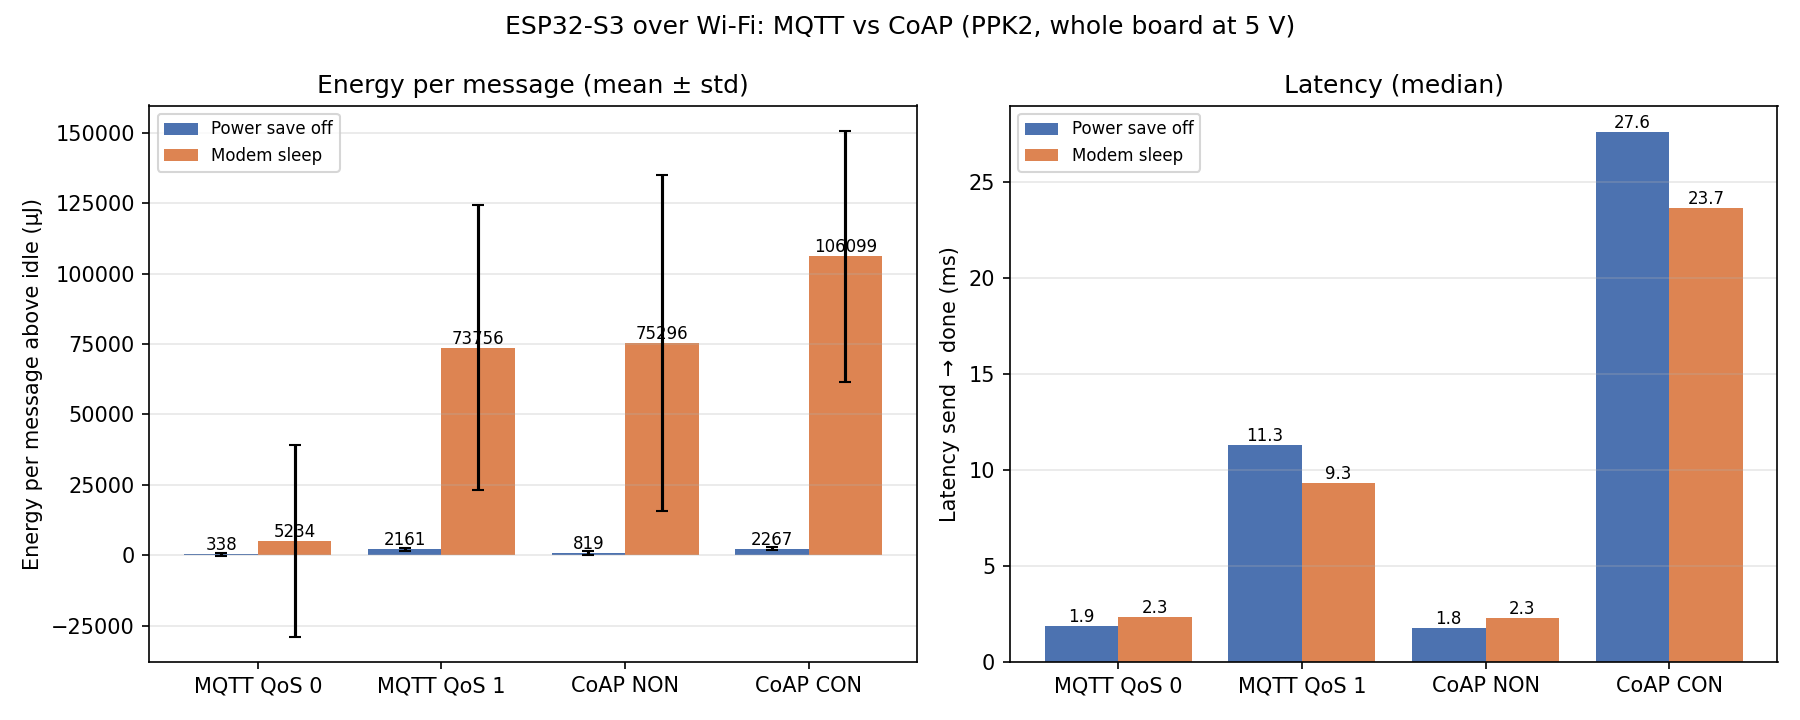 ESP32-S3 over Wi-Fi: MQTT vs CoAP (PPK2, whole board at 5 V)
Energy per message (mean ± std)
Power save off
Modem sleep
Energy per message above idle (µJ)
150000
125000
100000
75000
50000
25000
0
−25000
338
5234
2161
73756
819
75296
2267
106099
MQTT QoS 0
MQTT QoS 1
CoAP NON
CoAP CON
Latency (median)
Power save off
Modem sleep
Latency send → done (ms)
25
20
15
10
5
0
1.9
2.3
11.3
9.3
1.8
2.3
27.6
23.7
MQTT QoS 0
MQTT QoS 1
CoAP NON
CoAP CON